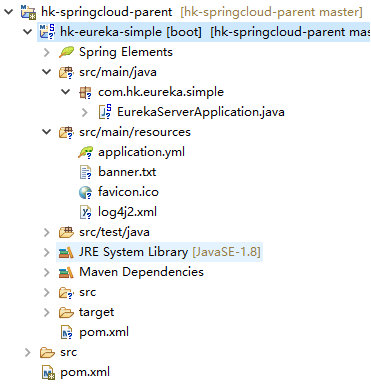 hk-springcloud-parent [hk-springcloud-parent master]
hk-eureka-simple [boot] [hk-springcloud-parent mas
Spring Elements
src/main/java
com.hk.eureka.simple
EurekaServerApplication.java
src/main/resources
application.yml
banner.txt
favicon.ico
log4j2.xml
src/test/java
JRE System Library [JavaSE-1.8]
Maven Dependencies
src
target
pom.xml
src
pom.xml